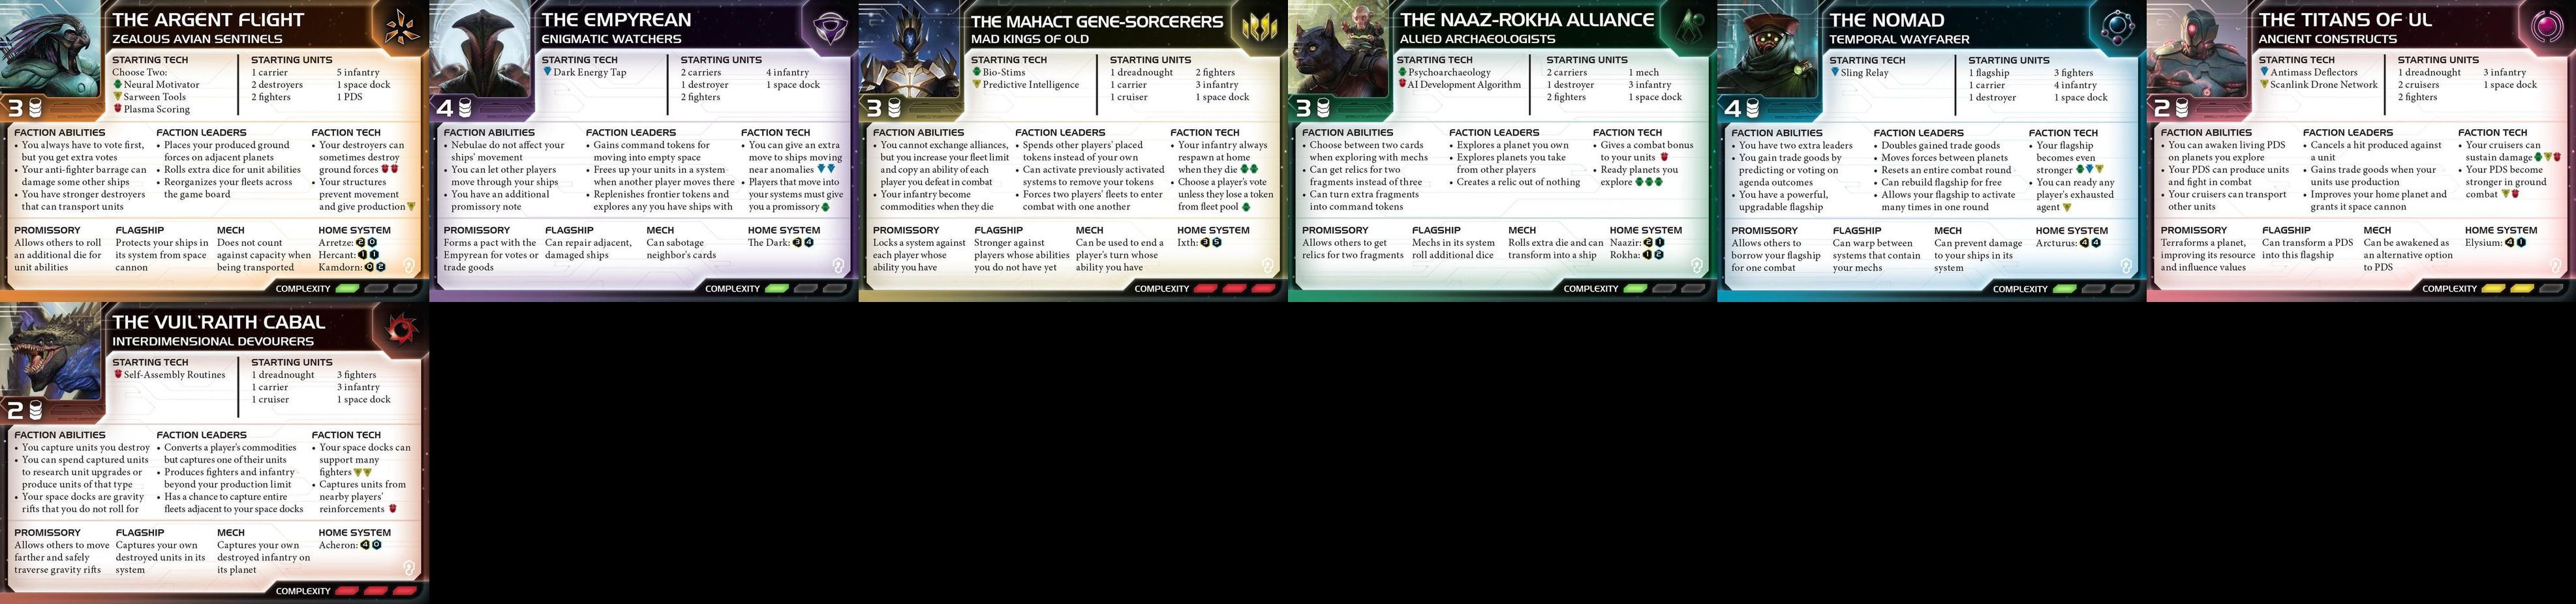 THE ARGENT FLIGHT
ZEALOUS AVIAN SENTINELS
3
STARTING TECH
Choose Two:
Neural Motivator
Sarween Tools
Plasma Scoring
STARTING UNITS
1 carrier 5 infantry
2 destroyers 1 space dock
2 fighters 1 PDS
FACTION ABILITIES
• You always have to vote first,
but you get extra votes
• Your anti-fighter barrage can
damage some other ships
• You have stronger destroyers
that can transport units
FACTION LEADERS
• Places your produced ground
forces on adjacent planets
• Rolls extra dice for unit abilities
• Reorganizes your fleets across
the game board
FACTION TECH
• Your destroyers can
sometimes destroy
ground forces
• Your structures
prevent movement
and give production
PROMISSORY
Allows others to roll
an additional die for
unit abilities
FLAGSHIP
Protects your ships in
its system from space
cannon
MECH
Does not count
against capacity when
being transported
HOME SYSTEM
Arretze: 2 0
Hercant: 1 1
Kamdorn: 0 2
COMPLEXITY
THE EMPYREAN
ENIGMATIC WATCHERS
4
STARTING TECH
Dark Energy Tap
STARTING UNITS
2 carriers 4 infantry
1 destroyer 1 space dock
2 fighters
FACTION ABILITIES
• Nebulae do not affect your
ships' movement
• You can let other players
move through your ships
• You have an additional
promissory note
FACTION LEADERS
• Gains command tokens for
moving into empty space
• Frees up your units in a system
when another player moves there
• Replenishes frontier tokens and
explores any you have ships with
FACTION TECH
• You can give an extra
move to ships moving
near anomalies
• Players that move into
your systems must give
you a promissory
PROMISSORY
Forms a pact with the
Empyrean for votes or
trade goods
FLAGSHIP
Can repair adjacent,
damaged ships
MECH
Can sabotage
neighbor's cards
HOME SYSTEM
The Dark: 3 4
COMPLEXITY
THE MAHACT GENE-SORCERERS
MAD KINGS OF OLD
3
STARTING TECH
Bio-Stims
Predictive Intelligence
STARTING UNITS
1 dreadnought 2 fighters
1 carrier 3 infantry
1 cruiser 1 space dock
FACTION ABILITIES
• You cannot exchange alliances,
but you increase your fleet limit
and copy an ability of each
player you defeat in combat
• Your infantry become
commodities when they die
FACTION LEADERS
• Spends other players' placed
tokens instead of your own
• Can activate previously activated
systems to remove your tokens
• Forces two players' fleets to enter
combat with one another
FACTION TECH
• Your infantry always
respawn at home
when they die
• Choose a player's vote
unless they lose a token
from fleet pool
PROMISSORY
Locks a system against
each player whose
ability you have
FLAGSHIP
Stronger against
players whose abilities
you do not have yet
MECH
Can be used to end a
player's turn whose
ability you have
HOME SYSTEM
Ixth: 3 5
COMPLEXITY
THE NAAZ-ROKHA ALLIANCE
ALLIED ARCHAEOLOGISTS
3
STARTING TECH
Psychoarchaeology
AI Development Algorithm
STARTING UNITS
2 carriers 1 mech
1 destroyer 3 infantry
2 fighters 1 space dock
FACTION ABILITIES
• Choose between two cards
when exploring with mechs
• Can get relics for two
fragments instead of three
• Can turn extra fragments
into command tokens
FACTION LEADERS
• Explores a planet you own
• Explores planets you take
from other players
• Creates a relic out of nothing
FACTION TECH
• Gives a combat bonus
to your units
• Ready planets you
explore
PROMISSORY
Allows others to get
relics for two fragments
FLAGSHIP
Mechs in its system
roll additional dice
MECH
Rolls extra die and can
transform into a ship
HOME SYSTEM
Naazir: 2 1
Rokha: 1 2
COMPLEXITY
THE NOMAD
TEMPORAL WAYFARER
4
STARTING TECH
Sling Relay
STARTING UNITS
1 flagship 3 fighters
1 carrier 4 infantry
1 destroyer 1 space dock
FACTION ABILITIES
• You have two extra leaders
• You gain trade goods by
predicting or voting on
agenda outcomes
• You have a powerful,
upgradable flagship
FACTION LEADERS
• Doubles gained trade goods
• Moves forces between planets
• Resets an entire combat round
• Can rebuild flagship for free
• Allows your flagship to activate
many times in one round
FACTION TECH
• Your flagship
becomes even
stronger
• You can ready any
player's exhausted
agent
PROMISSORY
Allows others to
borrow your flagship
for one combat
FLAGSHIP
Can warp between
systems that contain
your mechs
MECH
Can prevent damage
to your ships in its
system
HOME SYSTEM
Arcturus: 4 4
COMPLEXITY
THE TITANS OF UL
ANCIENT CONSTRUCTS
2
STARTING TECH
Antimass Deflectors
Scanlink Drone Network
STARTING UNITS
1 dreadnought 3 infantry
2 cruisers 1 space dock
2 fighters
FACTION ABILITIES
• You can awaken living PDS
on planets you explore
• Your PDS can produce units
and fight in combat
• Your cruisers can transport
other units
FACTION LEADERS
• Cancels a hit produced against
a unit
• Gains trade goods when your
units use production
• Improves your home planet and
grants it space cannon
FACTION TECH
• Your cruisers can
sustain damage
• Your PDS become
stronger in ground
combat
PROMISSORY
Terraforms a planet,
improving its resource
and influence values
FLAGSHIP
Can transform a PDS
into this flagship
MECH
Can be awakened as
an alternative option
to PDS
HOME SYSTEM
Elysium: 4 1
COMPLEXITY
THE VUIL'RAITH CABAL
INTERDIMENSIONAL DEVOURERS
2
STARTING TECH
Self-Assembly Routines
STARTING UNITS
1 dreadnought 3 fighters
1 carrier 3 infantry
1 cruiser 1 space dock
FACTION ABILITIES
• You capture units you destroy
• You can spend captured units
to research unit upgrades or
produce units of that type
• Your space docks are gravity
rifts that you do not roll for
FACTION LEADERS
• Converts a player's commodities
but captures one of their units
• Produces fighters and infantry
beyond your production limit
• Has a chance to capture entire
fleets adjacent to your space docks
FACTION TECH
• Your space docks can
support many
fighters
• Captures units from
nearby players'
reinforcements
PROMISSORY
Allows others to move
farther and safely
traverse gravity rifts
FLAGSHIP
Captures your own
destroyed units in its
system
MECH
Captures your own
destroyed infantry on
its planet
HOME SYSTEM
Acheron: 4 0
COMPLEXITY